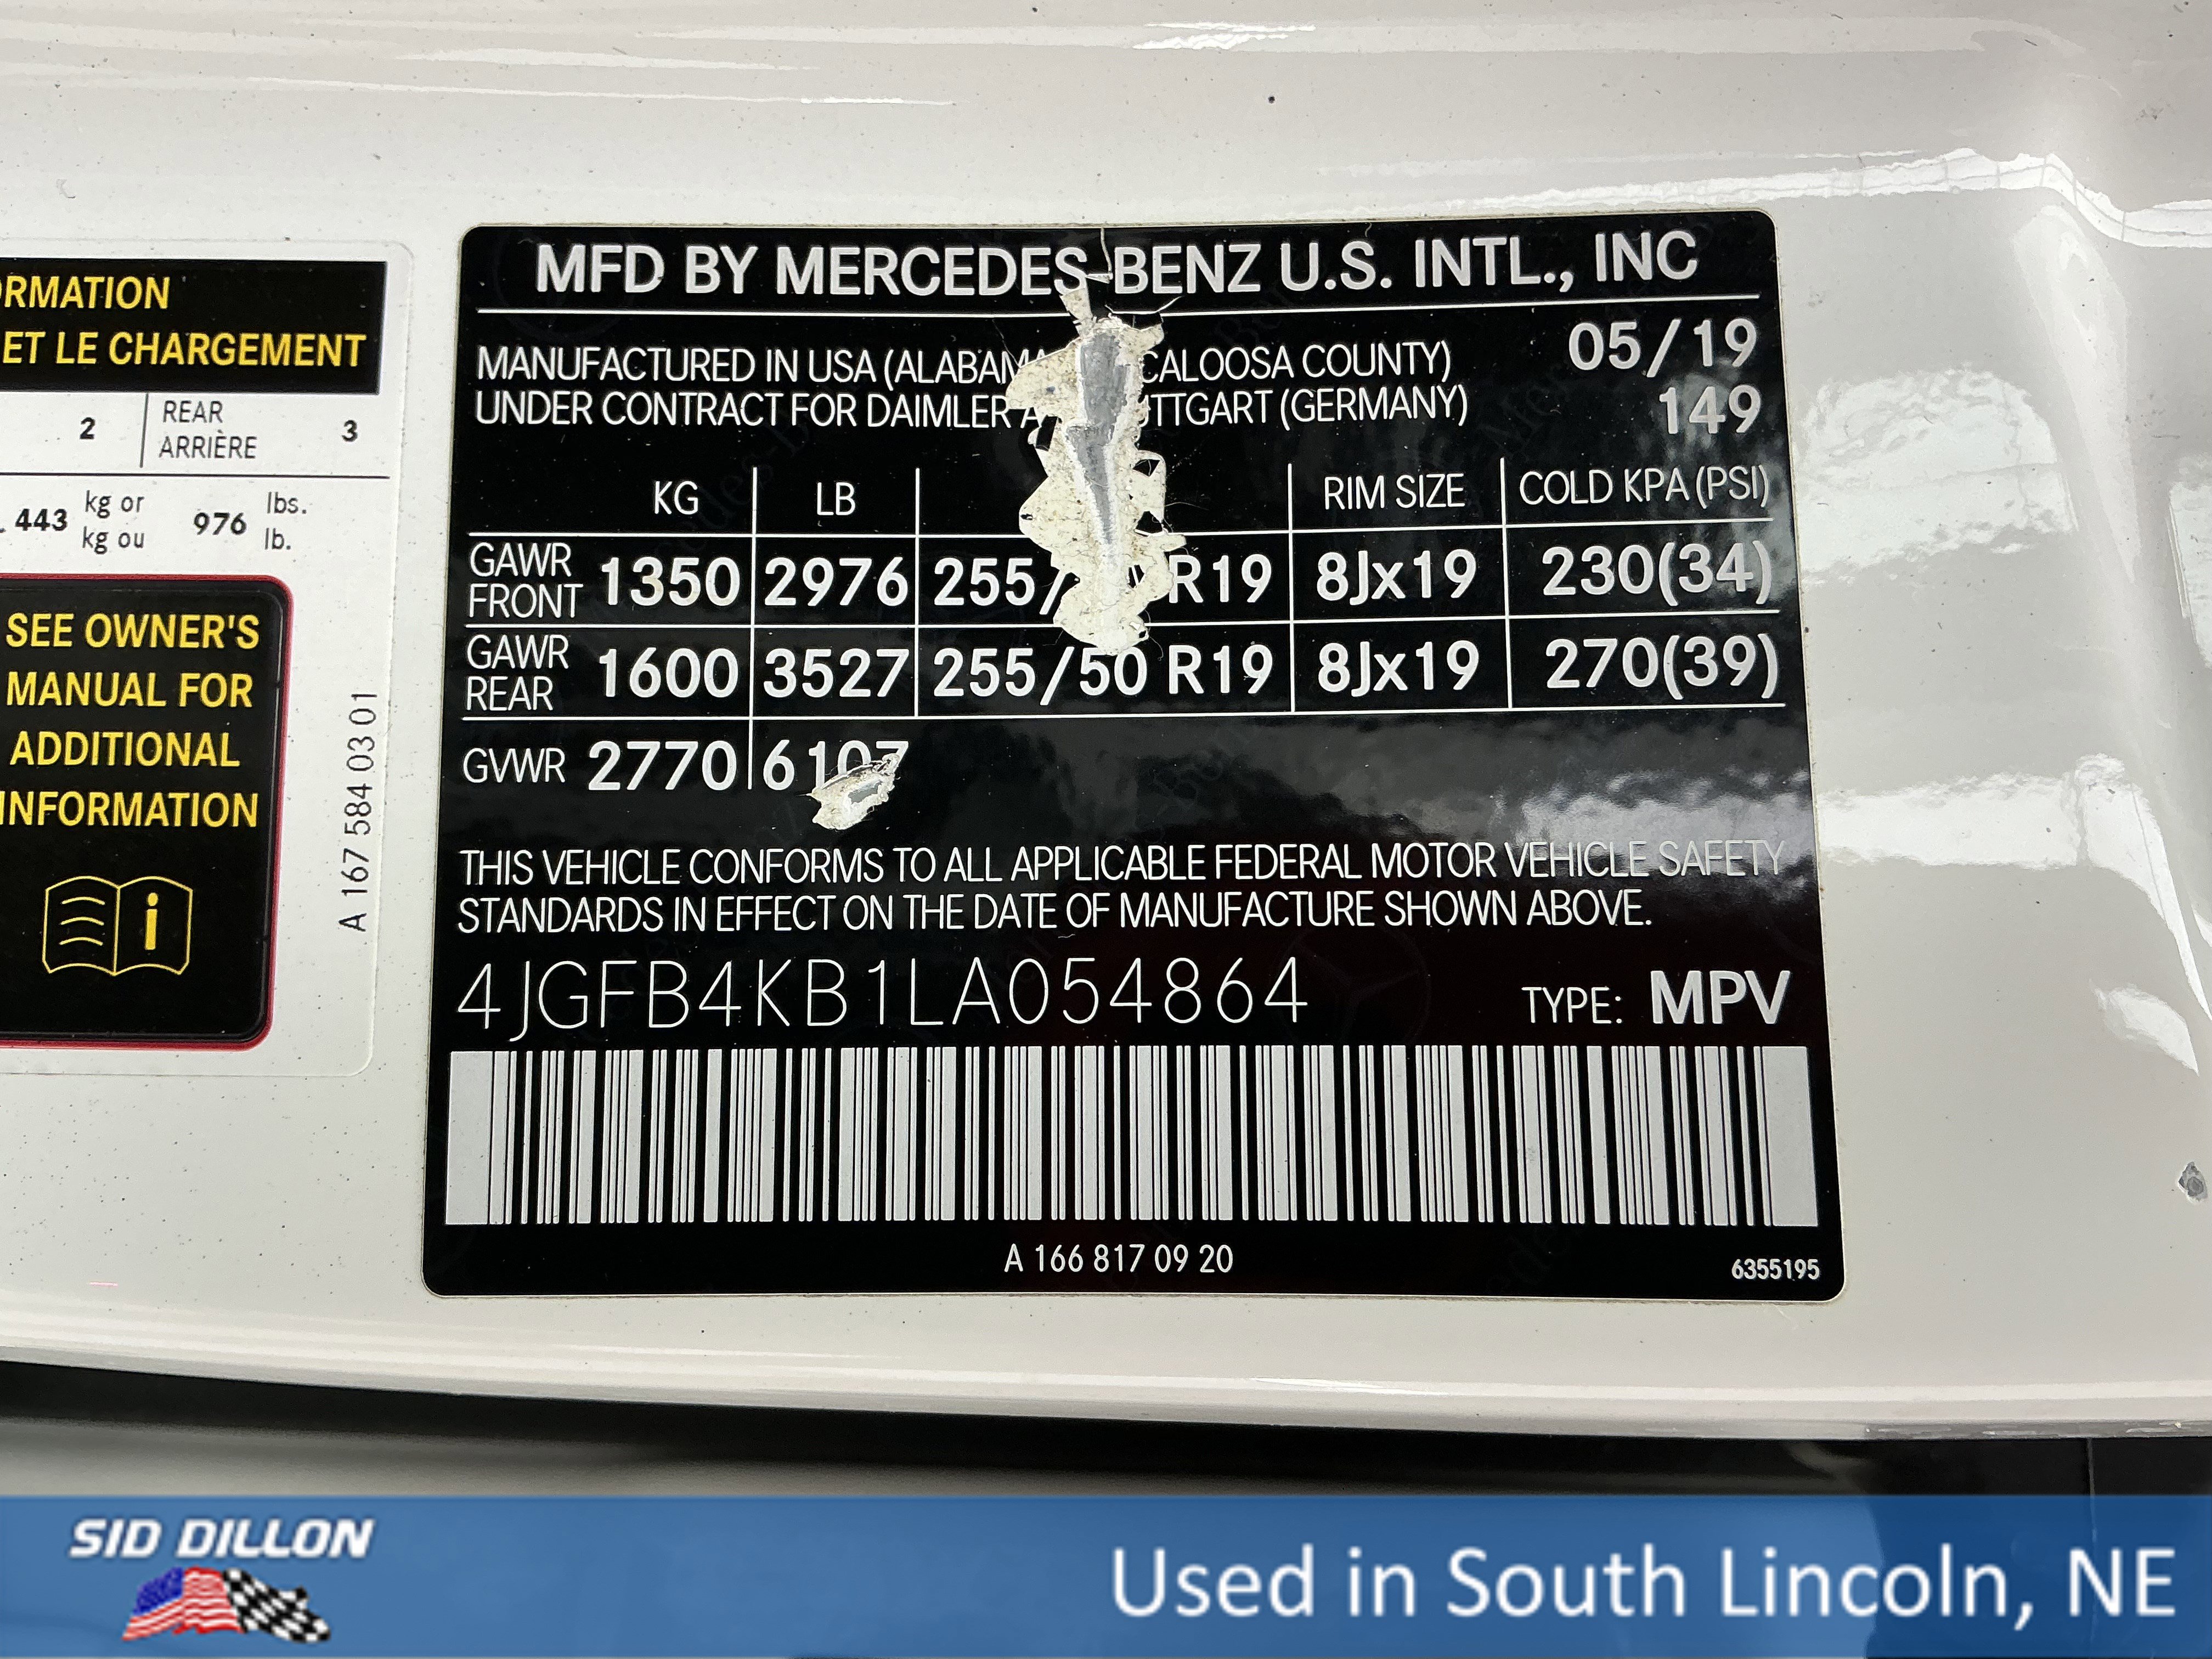 ORMATION
ET LE CHARGEMENT
2 REAR 3
ARRIÈRE
443 kg or 976 lbs.
kg ou lb.
SEE OWNER'S
MANUAL FOR
ADDITIONAL
INFORMATION
A 167 584 03 01
MFD BY MERCEDES-BENZ U.S. INTL., INC
MANUFACTURED IN USA (ALABAMA CALOOSA COUNTY) 05/19
UNDER CONTRACT FOR DAIMLER A TTGART (GERMANY) 149
KG LB RIM SIZE COLD KPA (PSI)
GAWR FRONT 1350 2976 255/ R19 8Jx19 230(34)
GAWR REAR 1600 3527 255/50 R19 8Jx19 270(39)
GVWR 2770 6107
THIS VEHICLE CONFORMS TO ALL APPLICABLE FEDERAL MOTOR VEHICLE SAFETY
STANDARDS IN EFFECT ON THE DATE OF MANUFACTURE SHOWN ABOVE.
4JGFB4KB1LA054864 TYPE: MPV
A 166 817 09 20
6355195
SID DILLON
Used in South Lincoln, NE